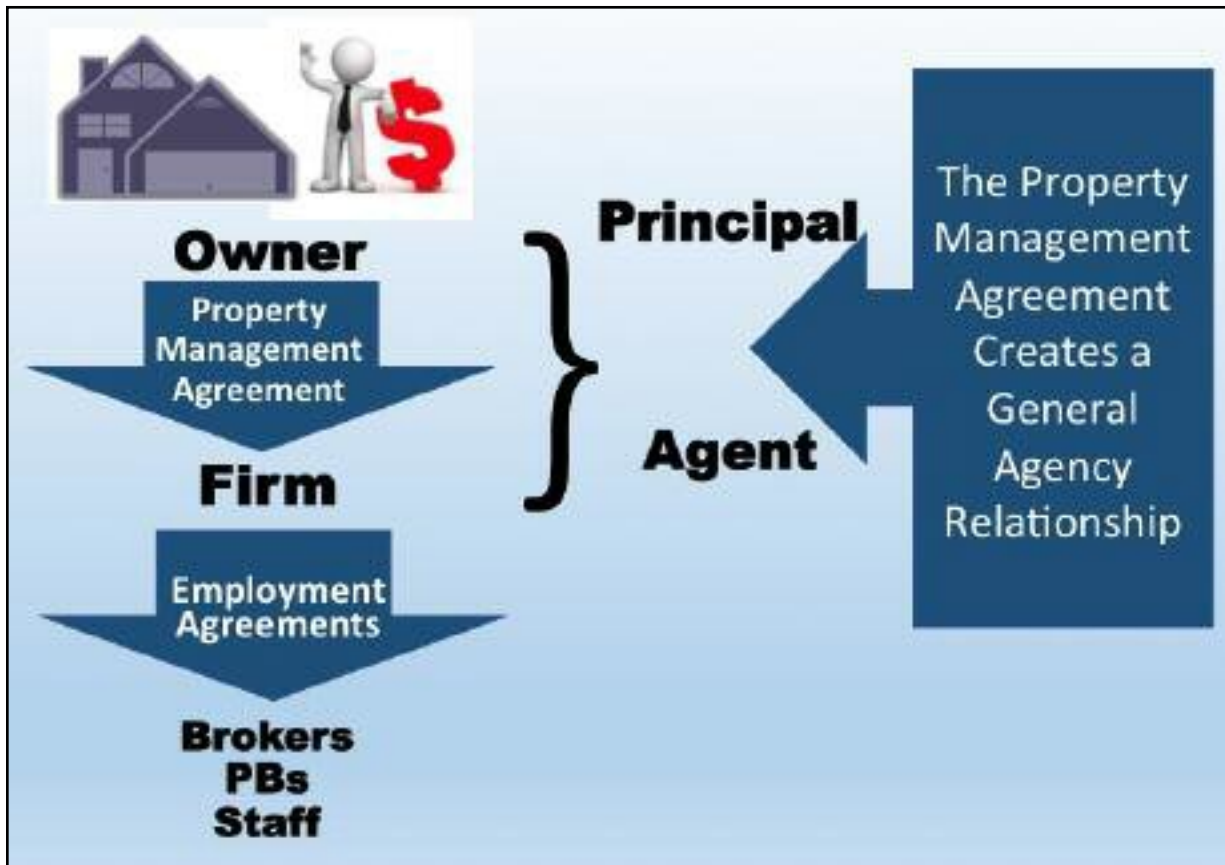 Owner
Property
Management
Agreement
Firm
Employment
Agreements
Brokers
PBs
Staff
Principal
Agent
The Property
Management
Agreement
Creates a
General
Agency
Relationship